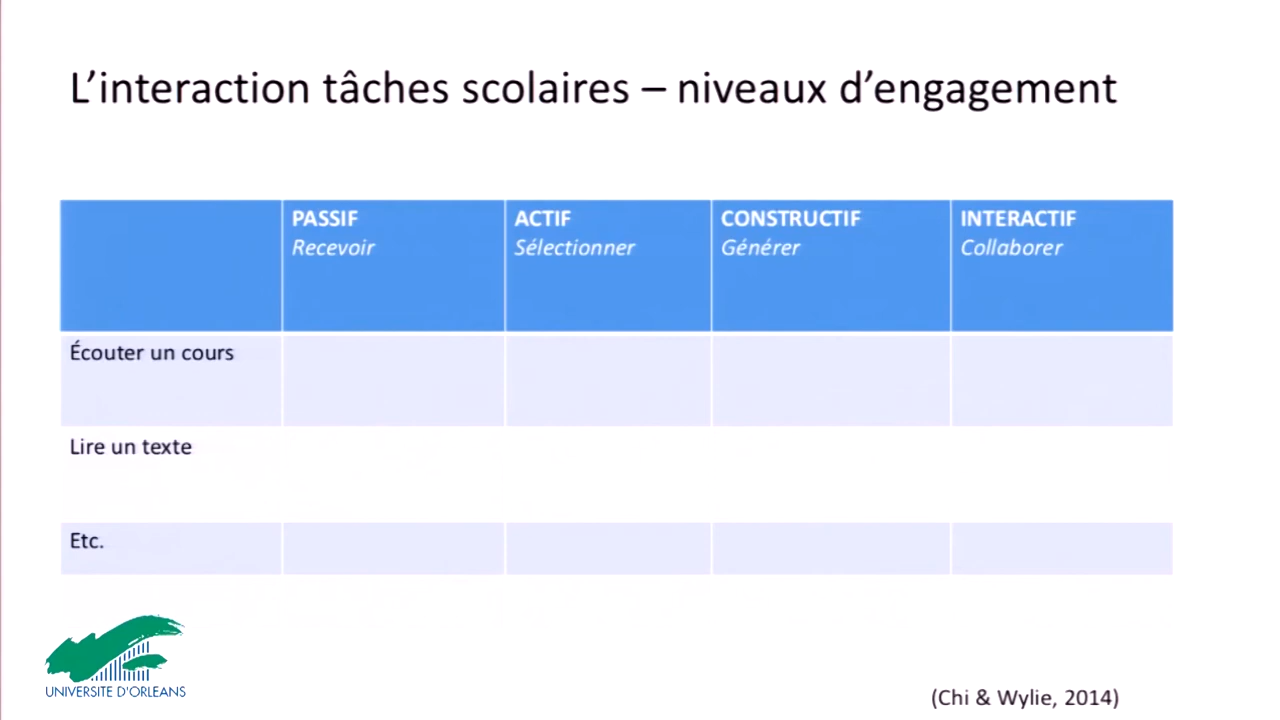 L’interaction tâches scolaires – niveaux d’engagement
PASSIF
Recevoir
ACTIF
Sélectionner
CONSTRUCTIF
Générer
INTERACTIF
Collaborer
Écouter un cours
Lire un texte
Etc.
UNIVERSITE D'ORLEANS
(Chi & Wylie, 2014)